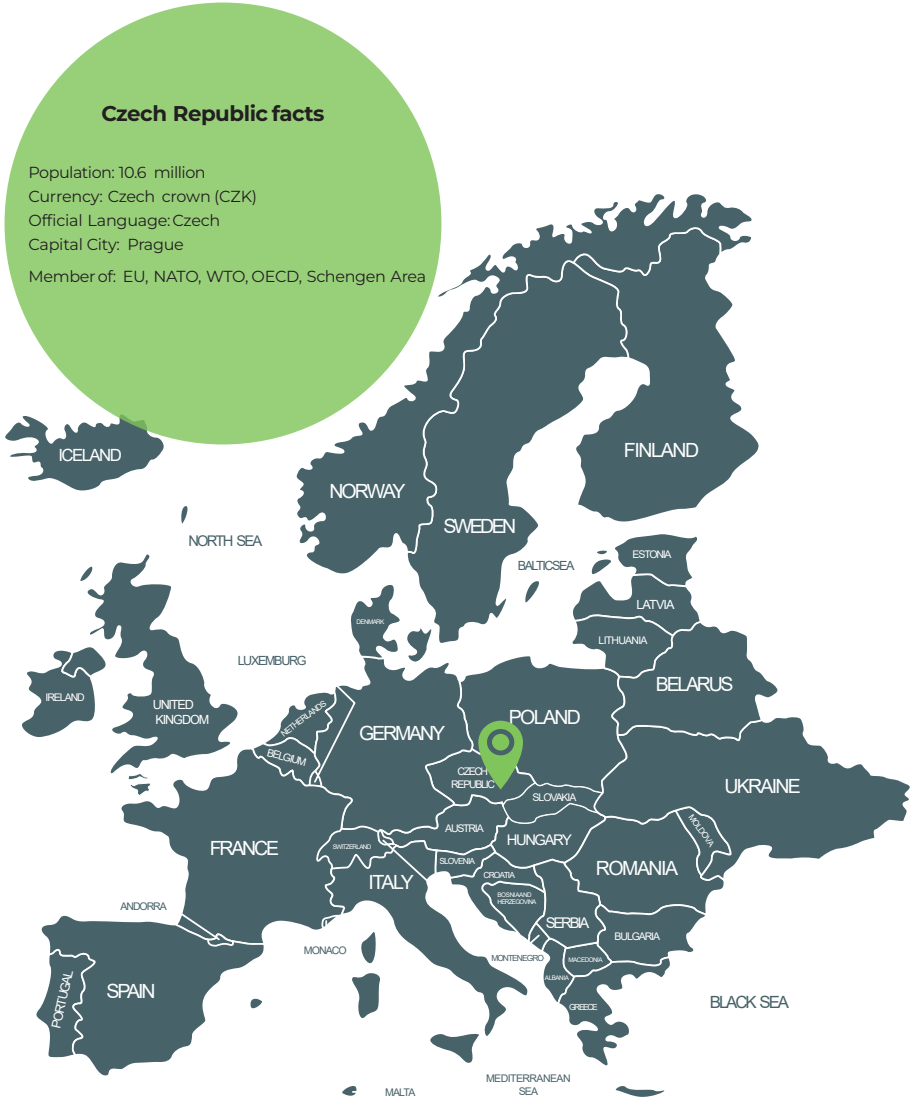 Czech Republic facts
Population: 10.6 million
Currency: Czech crown (CZK)
Official Language: Czech
Capital City: Prague
Member of: EU, NATO, WTO, OECD, Schengen Area
ICELAND
FINLAND
NORWAY
SWEDEN
NORTH SEA
ESTONIA
BALTICSEA
LATVIA
DENMARK
LITHUANIA
LUXEMBURG
BELARUS
IRELAND
UNITED
KINGDOM
NETHERLANDS
POLAND
GERMANY
BELGIUM
CZECH
REPUBLIC
UKRAINE
SLOVAKIA
AUSTRIA
MOLDOVA
HUNGARY
FRANCE
SWITZERLAND
SLOVENIA
ROMANIA
CROATIA
ITALY
BOSNIA AND
HERZEGOVINA
ANDORRA
SERBIA
BULGARIA
MONACO
MONTENEGRO
MACEDONIA
ALBANIA
SPAIN
PORTUGAL
BLACK SEA
GREECE
MEDITERRANEAN
SEA
MALTA